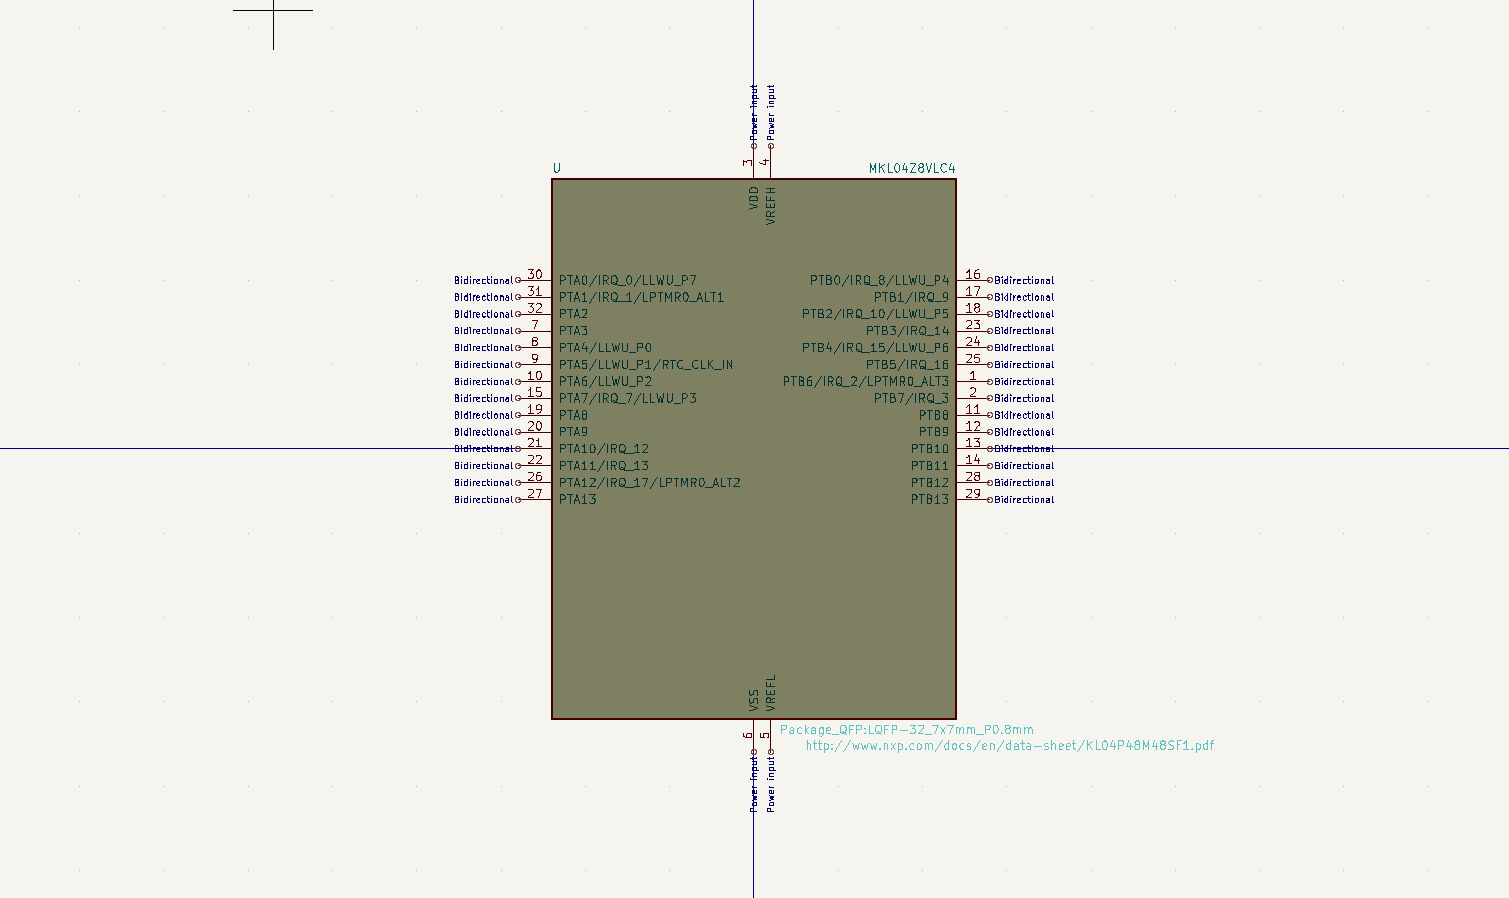 Power input Power input
3 4
U MKL04Z8VLC4
VDD VREFH
Bidirectional 30 PTA0/IRQ_0/LLWU_P7 PTB0/IRQ_8/LLWU_P4 16 Bidirectional
Bidirectional 31 PTA1/IRQ_1/LPTMR0_ALT1 PTB1/IRQ_9 17 Bidirectional
Bidirectional 32 PTA2 PTB2/IRQ_10/LLWU_P5 18 Bidirectional
Bidirectional 7 PTA3 PTB3/IRQ_14 23 Bidirectional
Bidirectional 8 PTA4/LLWU_P0 PTB4/IRQ_15/LLWU_P6 24 Bidirectional
Bidirectional 9 PTA5/LLWU_P1/RTC_CLK_IN PTB5/IRQ_16 25 Bidirectional
Bidirectional 10 PTA6/LLWU_P2 PTB6/IRQ_2/LPTMR0_ALT3 1 Bidirectional
Bidirectional 15 PTA7/IRQ_7/LLWU_P3 PTB7/IRQ_3 2 Bidirectional
Bidirectional 19 PTA8 PTB8 11 Bidirectional
Bidirectional 20 PTA9 PTB9 12 Bidirectional
Bidirectional 21 PTA10/IRQ_12 PTB10 13 Bidirectional
Bidirectional 22 PTA11/IRQ_13 PTB11 14 Bidirectional
Bidirectional 26 PTA12/IRQ_17/LPTMR0_ALT2 PTB12 28 Bidirectional
Bidirectional 27 PTA13 PTB13 29 Bidirectional
VSS VREFL
6 5
Package_QFP:LQFP-32_7x7mm_P0.8mm
http://www.nxp.com/docs/en/data-sheet/KL04P48M48SF1.pdf
Power input Power input